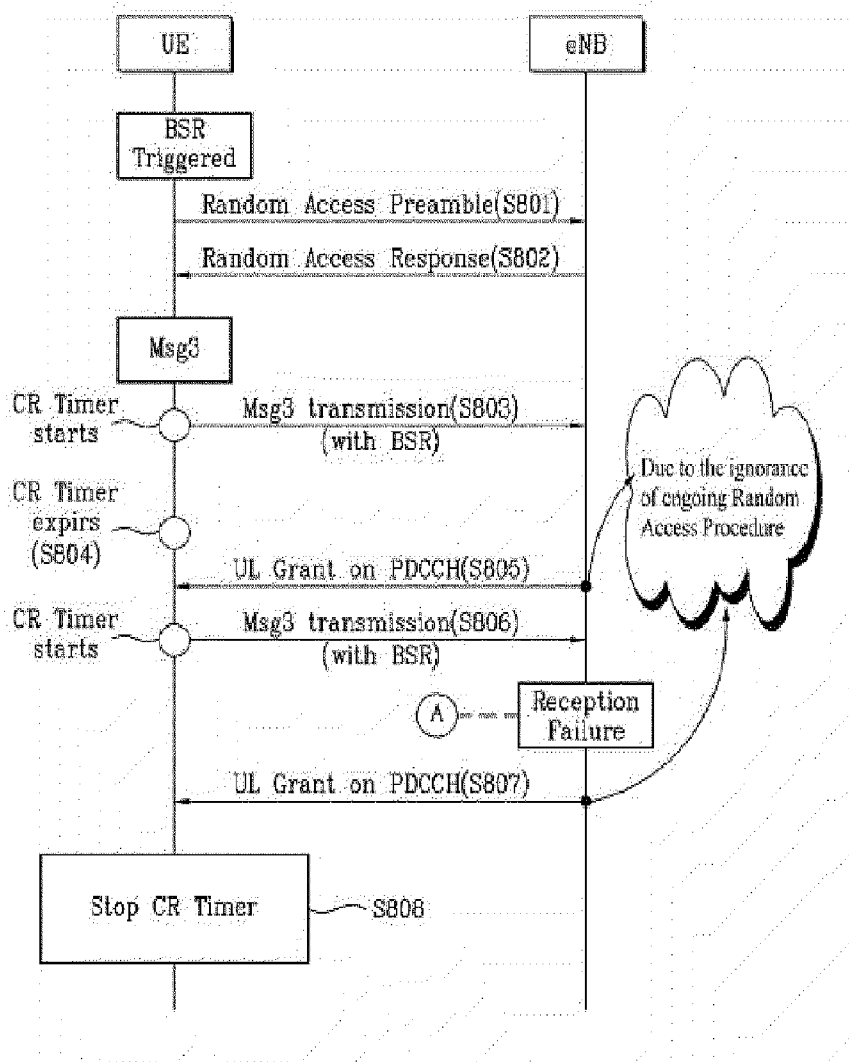 UE
eNB
BSR
Triggered
Random Access Preamble(S801)
Random Access Response(S802)
Msg3
CR Timer
starts
Msg3 transmission(S803)
(with BSR)
Due to the ignorance
of ongoing Random
Access Procedure
CR Timer
expirs
(S804)
UL Grant on PDCCH(S805)
CR Timer
starts
Msg3 transmission(S806)
(with BSR)
A
Reception
Failure
UL Grant on PDCCH(S807)
Stop CR Timer
S808